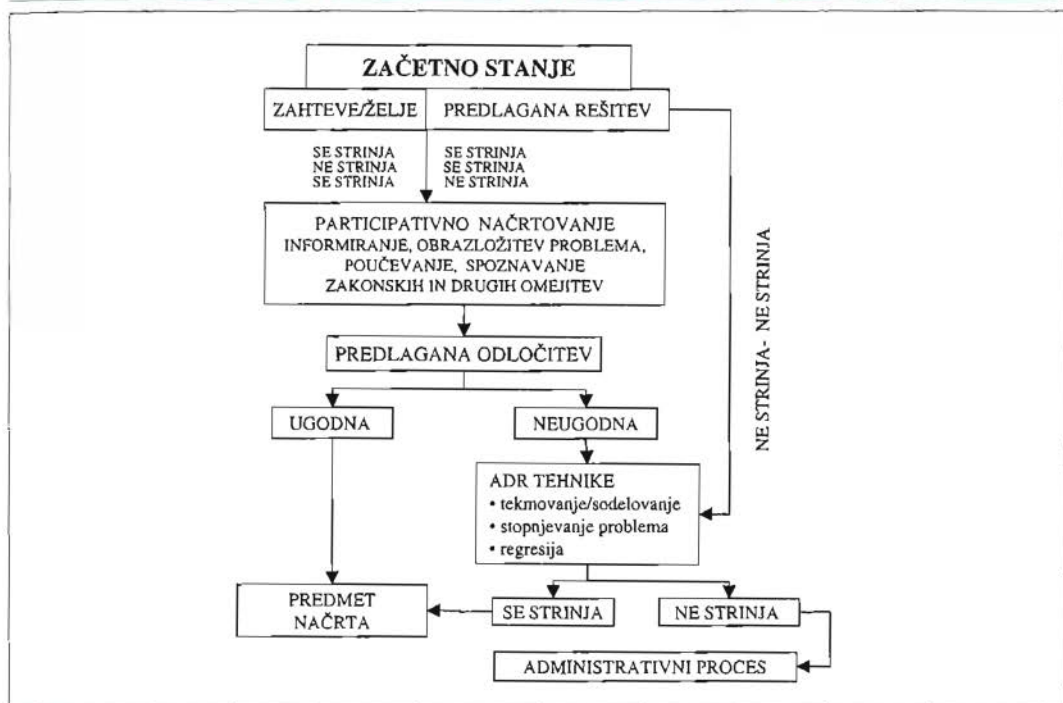 ZAČETNO STANJE
ZAHTEVE/ŽELJE PREDLAGANA REŠITEV
SE STRINJA SE STRINJA
NE STRINJA SE STRINJA
SE STRINJA NE STRINJA
PARTICIPATIVNO NAČRTOVANJE
INFORMIRANJE, OBRAZLOŽITEV PROBLEMA,
POUČEVANJE, SPOZNAVANJE
ZAKONSKIH IN DRUGIH OMEJITEV
NE STRINJA- NE STRINJA
PREDLAGANA ODLOČITEV
UGODNA NEUGODNA
ADR TEHNIKE
• tekmovanje/sodelovanje
• stopnjevanje problema
• regresija
PREDMET
NAČRTA
SE STRINJA NE STRINJA
ADMINISTRATIVNI PROCES